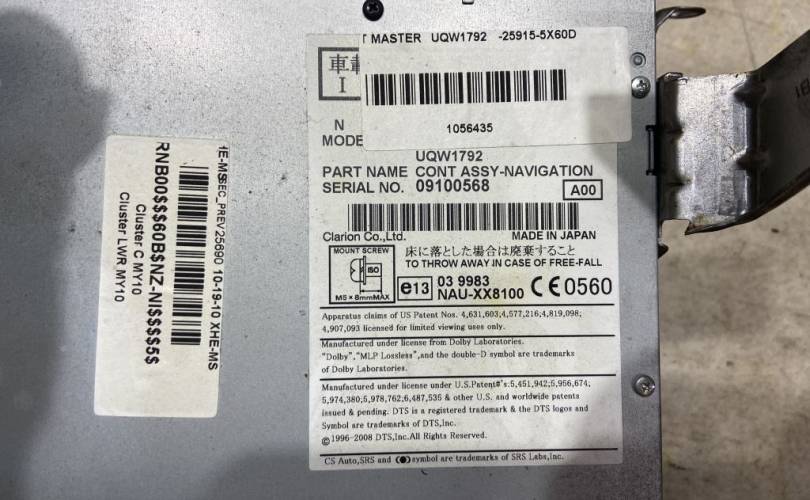 T MASTER UQW1792 -25915-5X60D
1056435
車載
I
N
MODE
UQW1792
PART NAME CONT ASSY-NAVIGATION
SERIAL NO. 09100568
A00
Clarion Co.,Ltd. MADE IN JAPAN
MOUNT SCREW
ISO
M5×8mmMAX
床に落とした場合は廃棄すること
TO THROW AWAY IN CASE OF FREE-FALL
e13 03 9983
NAU-XX8100 CE0560
Apparatus claims of US Patent Nos. 4,631,603;4,577,216;4,819,098;
4,907,093 licensed for limited viewing uses only.
Manufactured under license from Dolby Laboratories.
"Dolby","MLP Lossless",and the double-D symbol are trademarks
of Dolby Laboratories.
Manufactured under license under U.S.Patent#'s:5,451,942;5,956,674;
5,974,380;5,978,762;6,487,535 & other U.S. and worldwide patents
issued & pending. DTS is a registered trademark & the DTS logos and
Symbol are trademarks of DTS,Inc.
©1996-2008 DTS,Inc.All Rights Reserved.
CS Auto,SRS and symbol are trademarks of SRS Labs,Inc.
SEC_PREV25690 10-19-10 XHE-MS
RNB00$$$60B$NZ-NI$$$$5$
Cluster C MY10
Cluster LWR MY10